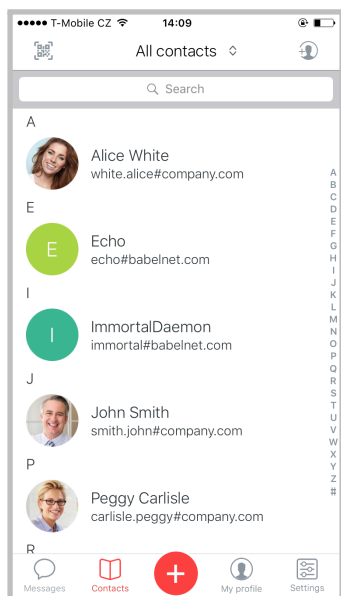 T-Mobile CZ 14:09
All contacts
Search
A
Alice White
white.alice#company.com
E
E
Echo
echo#babelnet.com
I
I
ImmortalDaemon
immortal#babelnet.com
J
John Smith
smith.john#company.com
P
Peggy Carlisle
carlisle.peggy#company.com
R
A
B
C
D
E
F
G
H
I
J
K
L
M
N
O
P
Q
R
S
T
U
V
W
X
Y
Z
#
Messages Contacts + My profile Settings